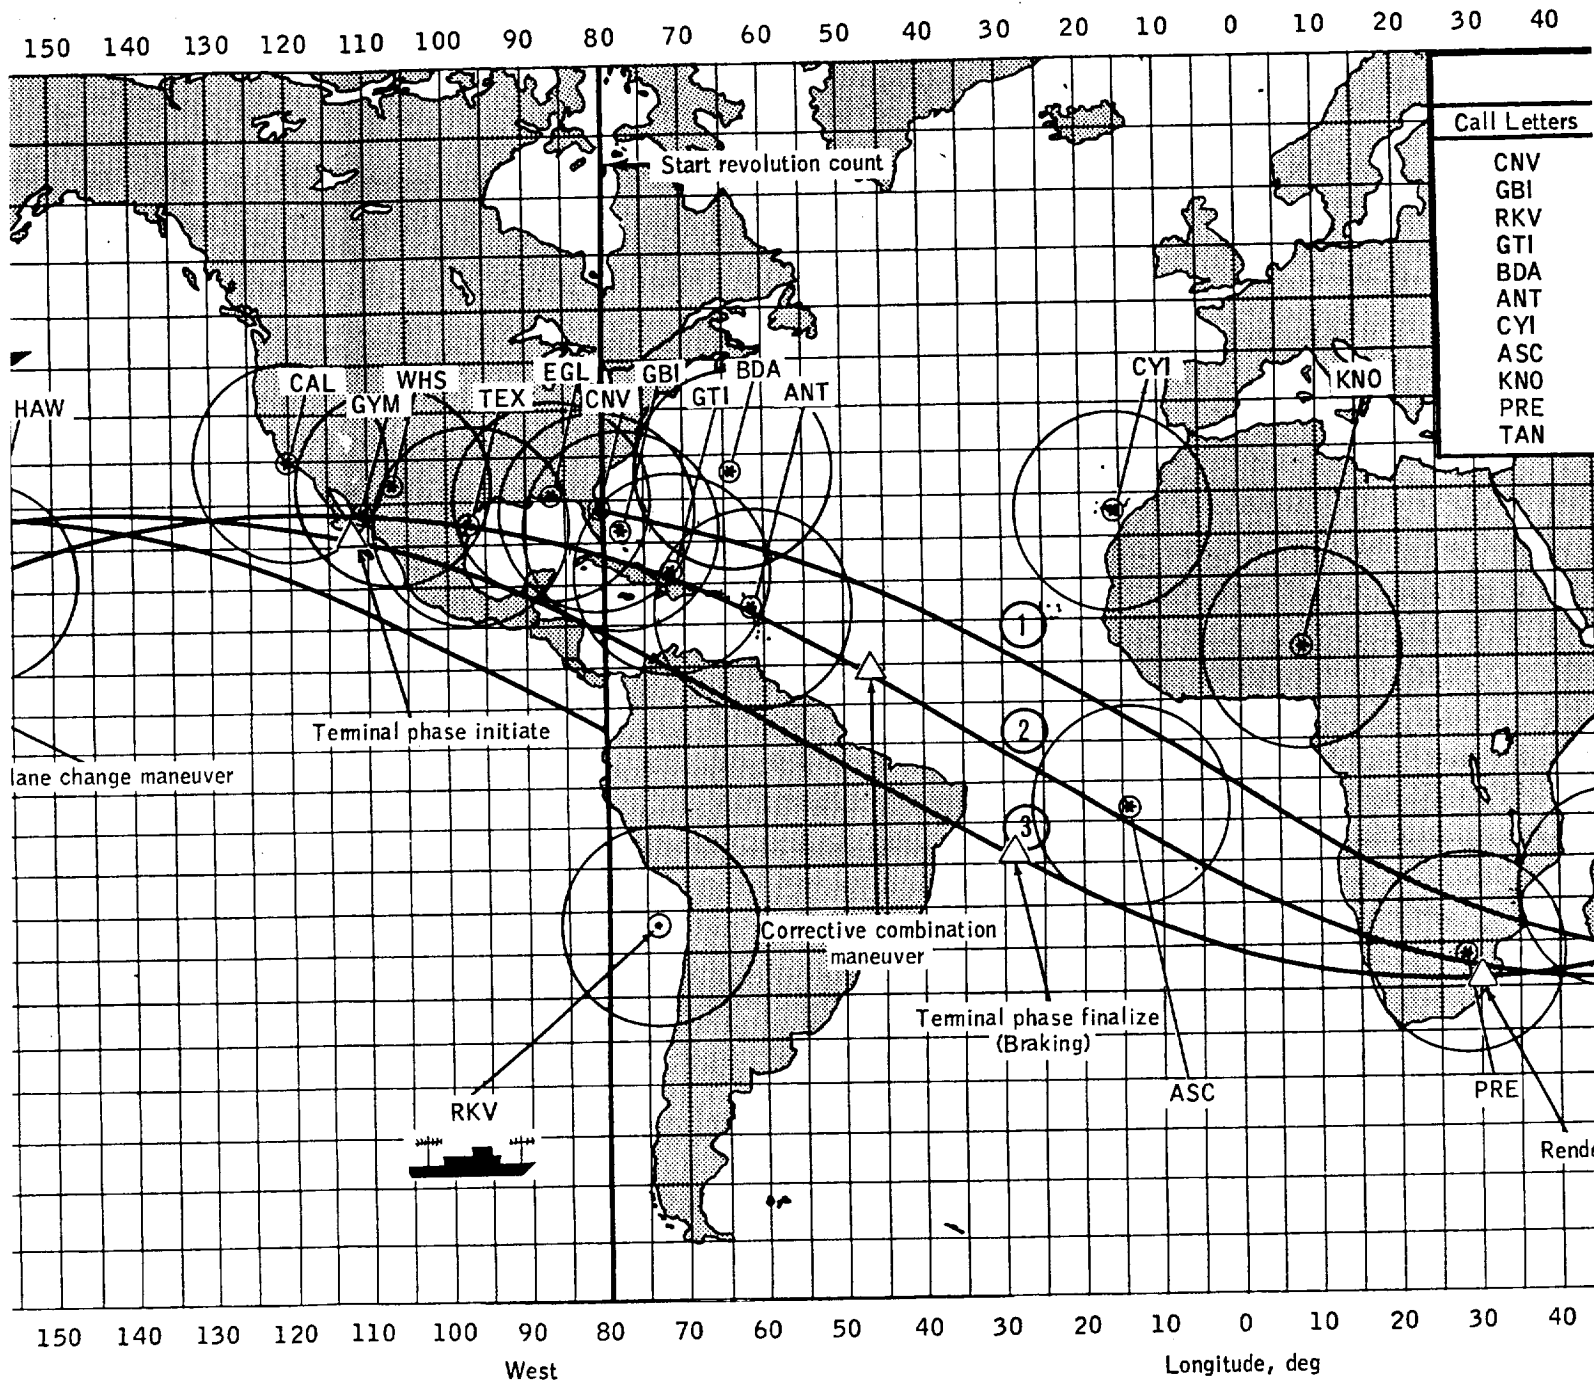 150 140 130 120 110 100 90 80 70 60 50 40 30 20 10 0 10 20 30 40
Call Letters
CNV
GBI
RKV
GTI
BDA
ANT
CYI
ASC
KNO
PRE
TAN
Start revolution count
HAW
CAL
GYM
WHS
TEX
EGL
CNV
GBI
GTI
BDA
ANT
CYI
KNO
1
2
3
Terminal phase initiate
lane change maneuver
Corrective combination
maneuver
Terminal phase finalize
(Braking)
ASC
PRE
Rende
RKV
150 140 130 120 110 100 90 80 70 60 50 40 30 20 10 0 10 20 30 40
West
Longitude, deg